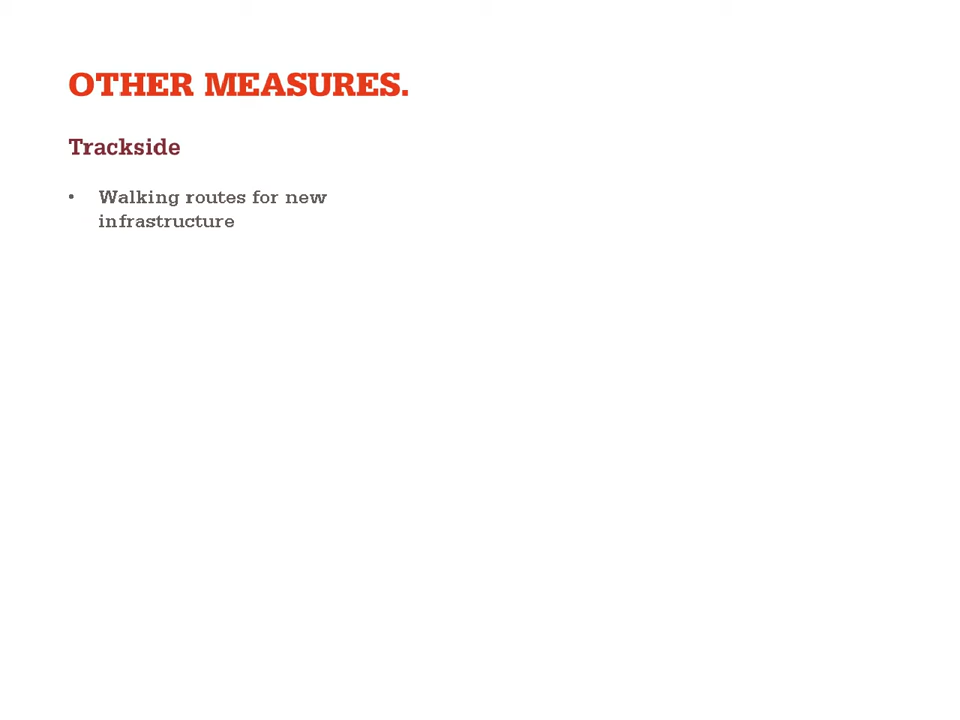 OTHER MEASURES.
Trackside
• Walking routes for new
infrastructure